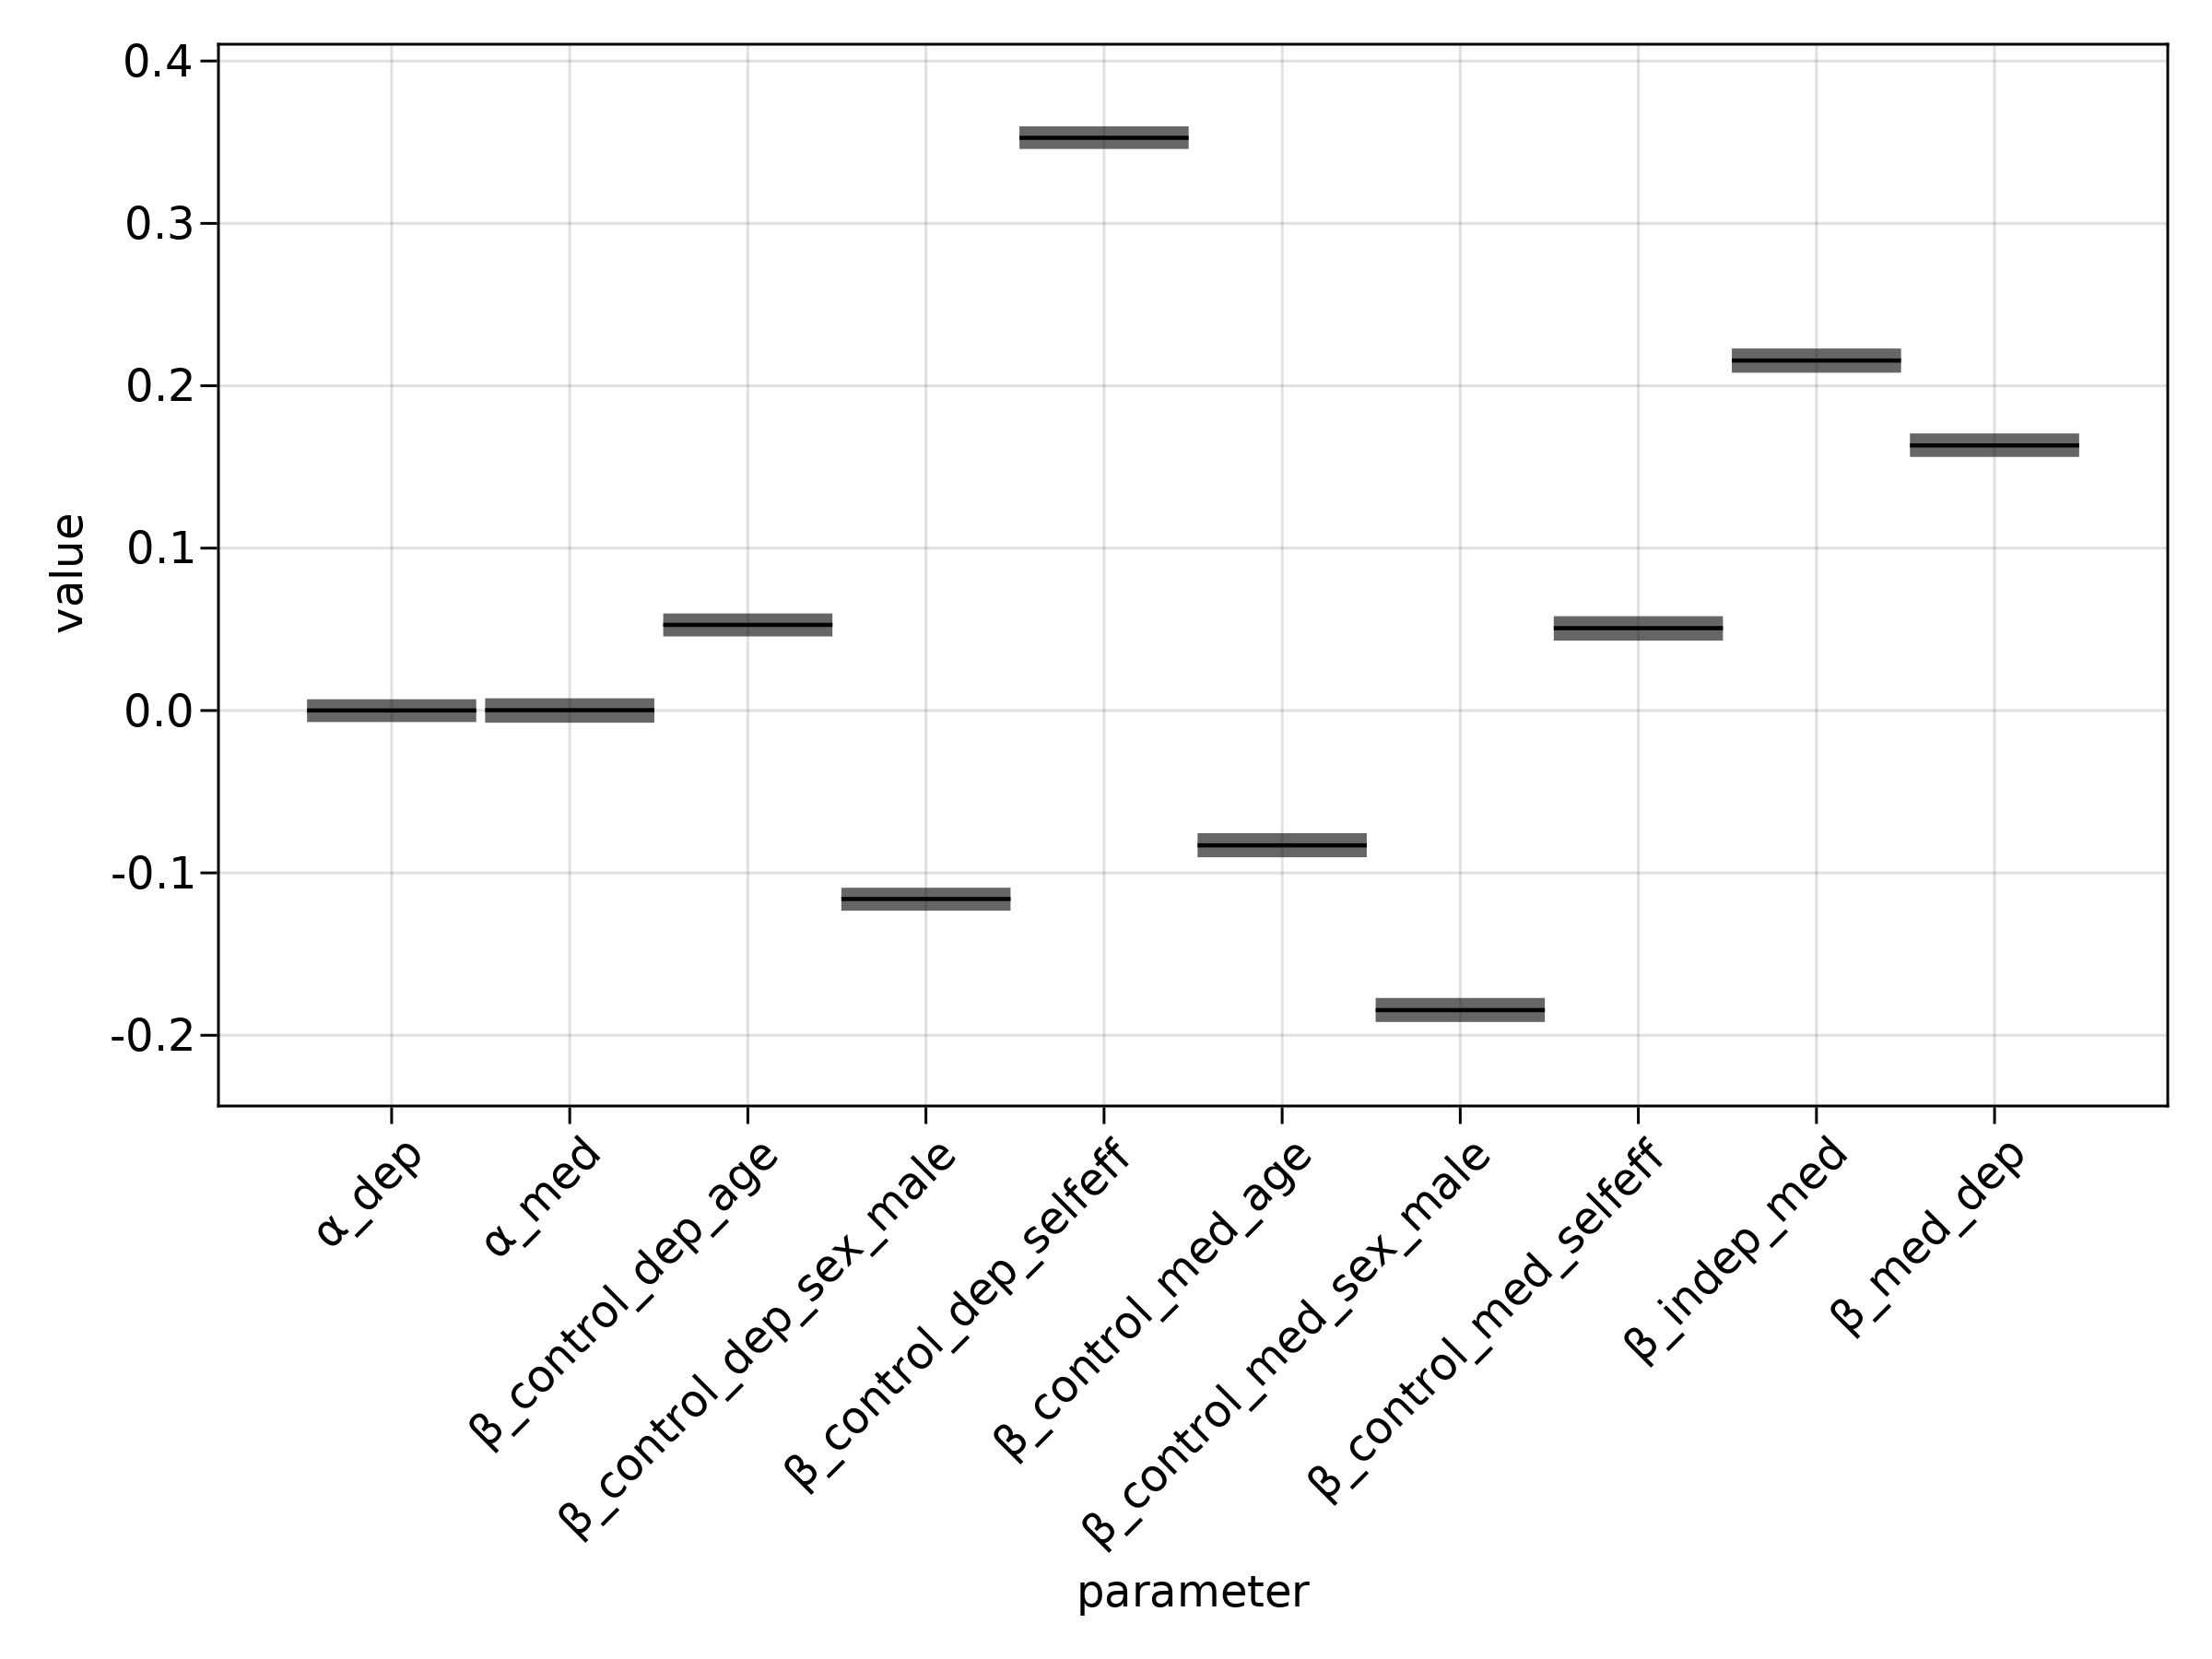 0.4
0.3
0.2
0.1
0.0
-0.1
-0.2
value
α_dep
α_med
β_control_dep_age
β_control_dep_sex_male
β_control_dep_selfeff
β_control_med_age
β_control_med_sex_male
β_control_med_selfeff
β_indep_med
β_med_dep
parameter